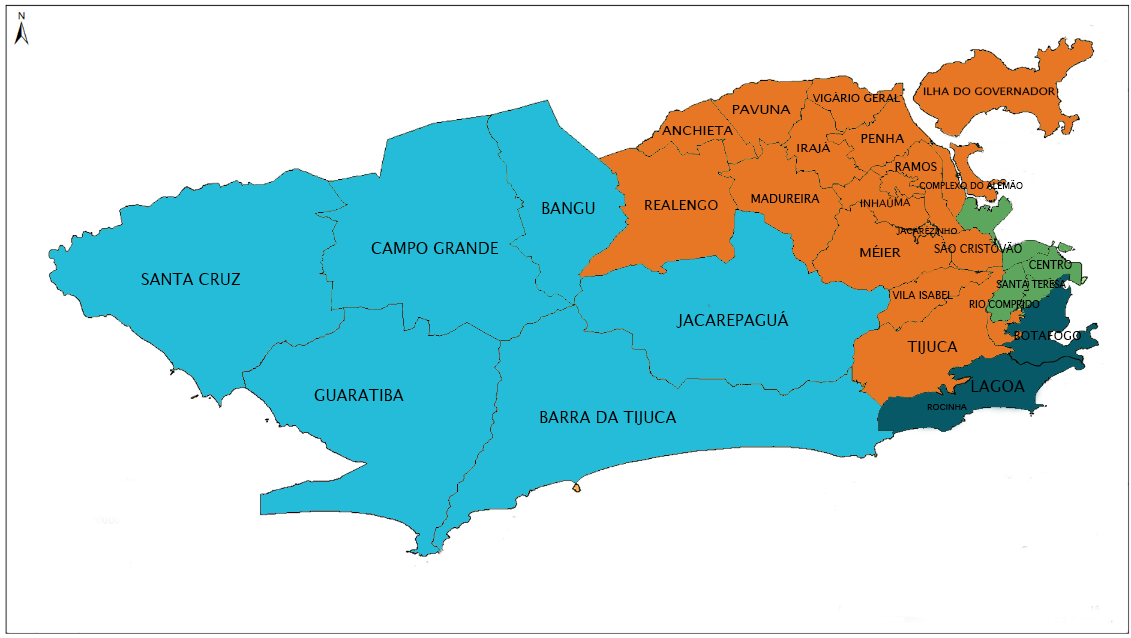 N
ILHA DO GOVERNADOR
VIGÁRIO GERAL
PAVUNA
ANCHIETA
PENHA
IRAJÁ
RAMOS
COMPLEXO DO ALEMÃO
MADUREIRA
INHAÚMA
REALENGO
BANGU
JACAREZINHO
CAMPO GRANDE
SÃO CRISTOVÃO
MÉIER
CENTRO
SANTA CRUZ
SANTA TERESA
VILA ISABEL
RIO COMPRIDO
JACAREPAGUÁ
BOTAFOGO
TIJUCA
LAGOA
GUARATIBA
ROCINHA
BARRA DA TIJUCA